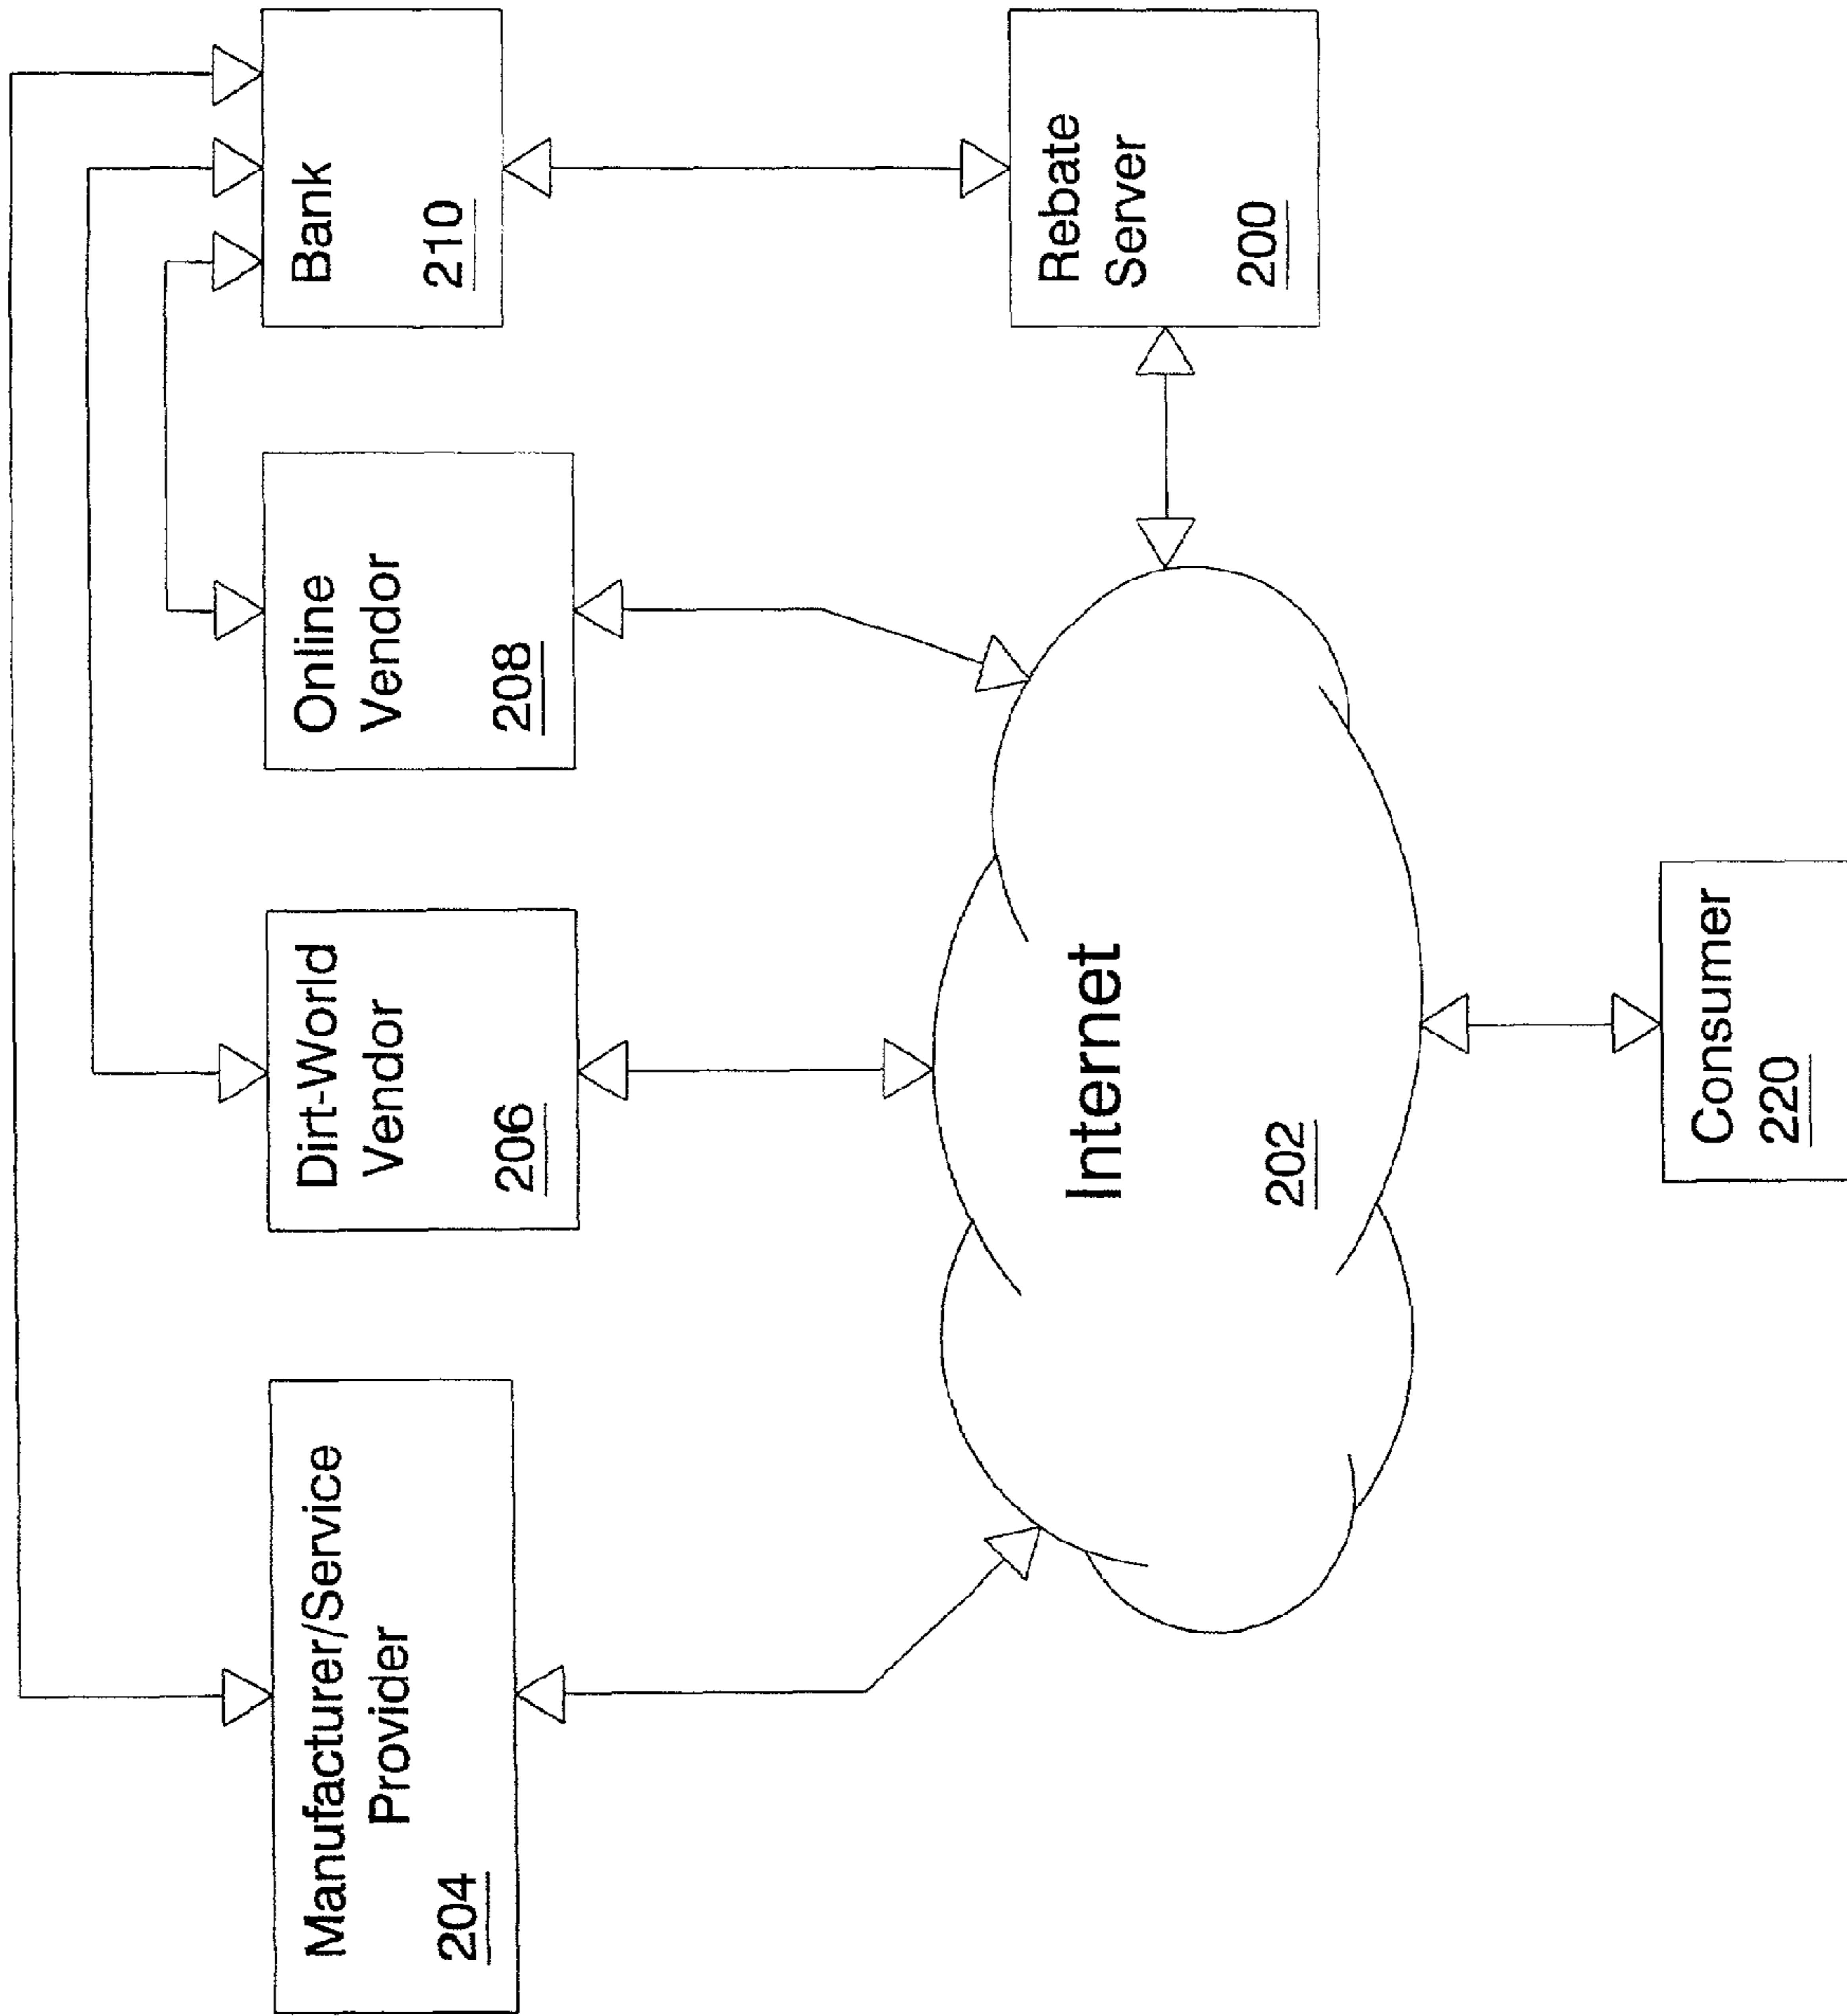 Manufacturer/Service
Provider
204
Dirt-World
Vendor
206
Online
Vendor
208
Bank
210
Internet
202
Rebate
Server
200
Consumer
220